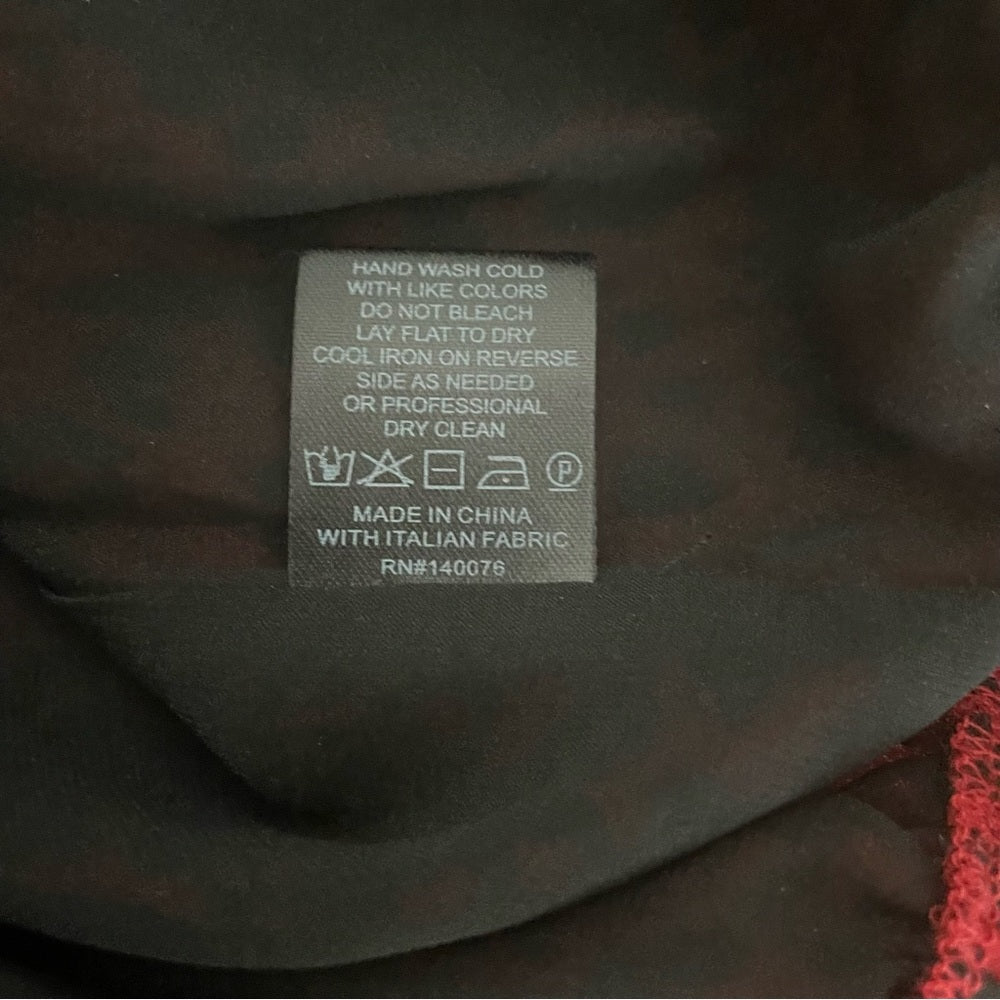 HAND WASH COLD
WITH LIKE COLORS
DO NOT BLEACH
LAY FLAT TO DRY
COOL IRON ON REVERSE
SIDE AS NEEDED
OR PROFESSIONAL
DRY CLEAN
P
MADE IN CHINA
WITH ITALIAN FABRIC
RN#140076